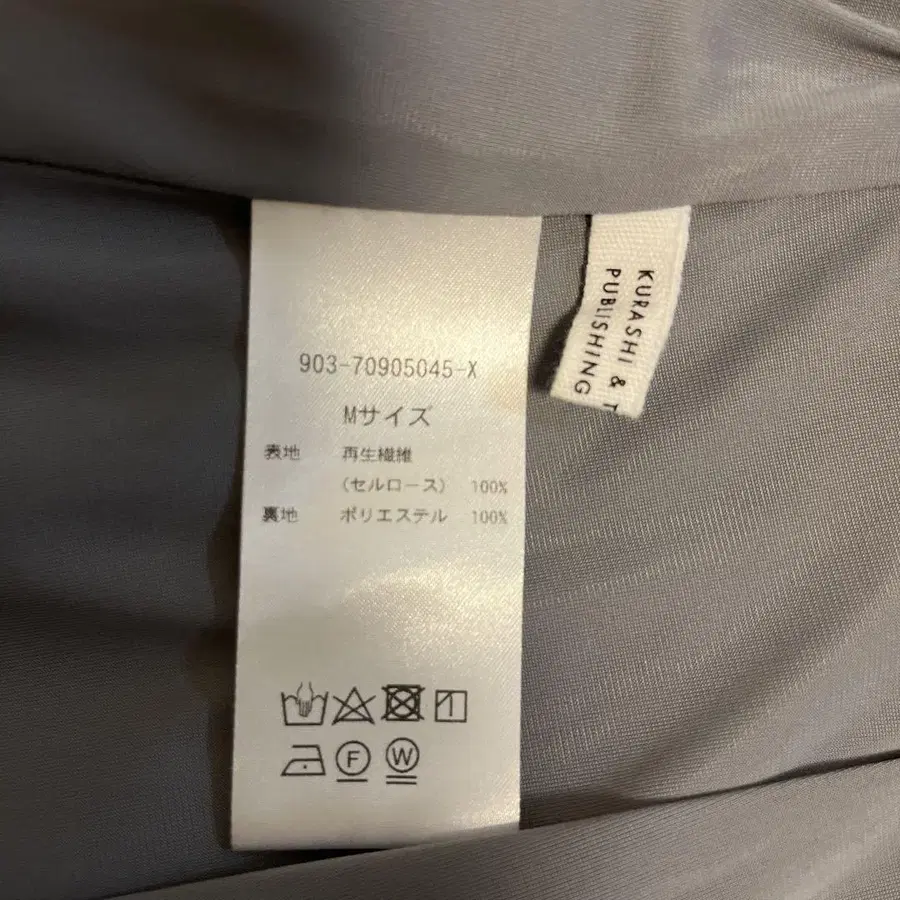 903-70905045-X
Mサイズ
表地 再生繊維
(セルロース) 100%
裏地 ポリエステル 100%
F W
KURASHI & T
PUBLISHING